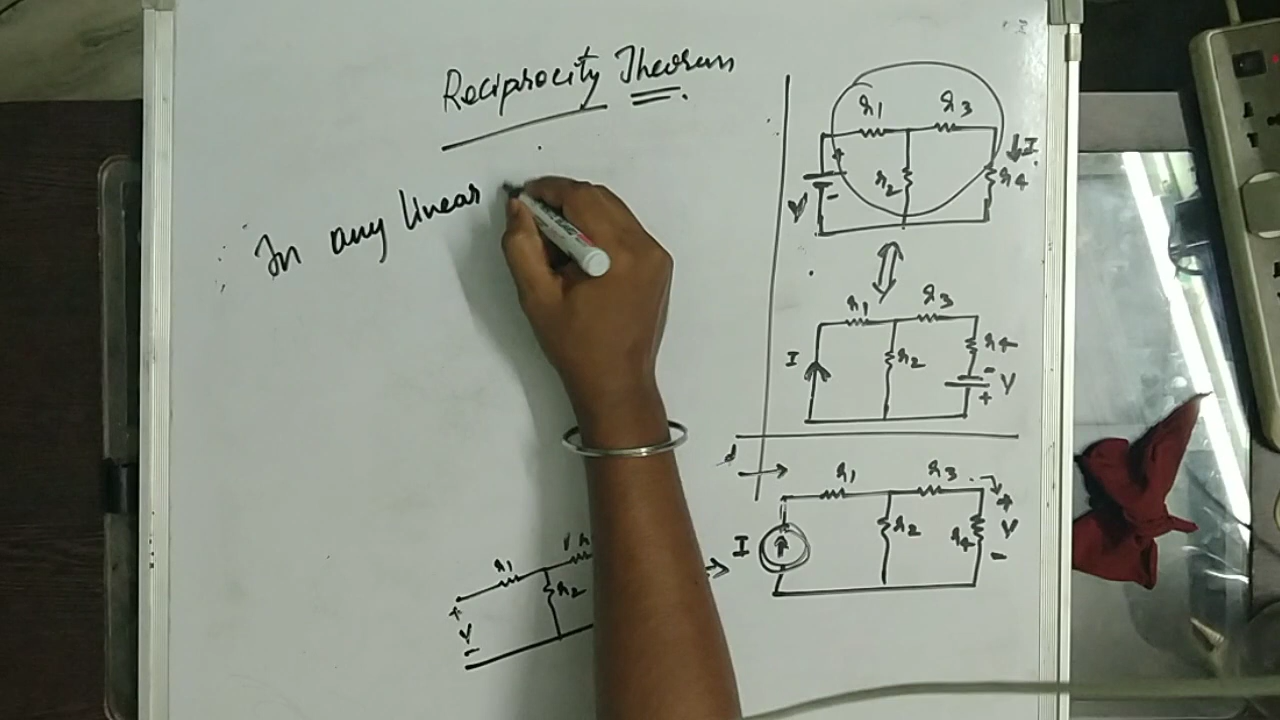 Reciprocity Theorem.
In any linear
r1 r3
+ I
V - r2 r4
r1 r3
I r2 r4
- V
+
r1 r3
I r2 r4 + V -
r1
+ V - r2